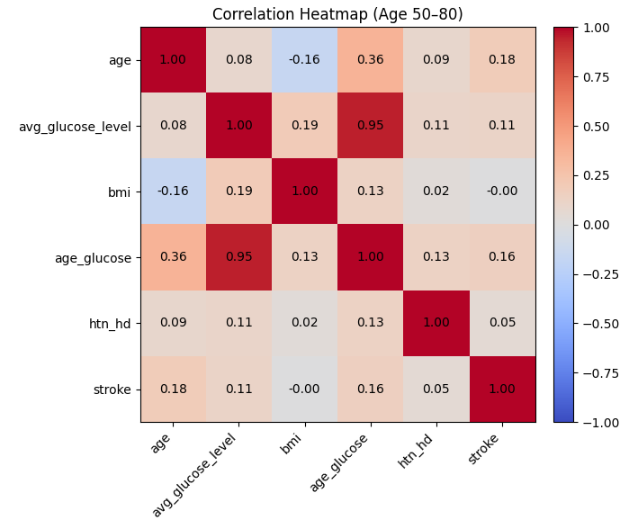 Correlation Heatmap (Age 50–80)
age 1.00 0.08 -0.16 0.36 0.09 0.18
avg_glucose_level 0.08 1.00 0.19 0.95 0.11 0.11
bmi -0.16 0.19 1.00 0.13 0.02 -0.00
age_glucose 0.36 0.95 0.13 1.00 0.13 0.16
htn_hd 0.09 0.11 0.02 0.13 1.00 0.05
stroke 0.18 0.11 -0.00 0.16 0.05 1.00
age avg_glucose_level bmi age_glucose htn_hd stroke
1.00
0.75
0.50
0.25
0.00
−0.25
−0.50
−0.75
−1.00